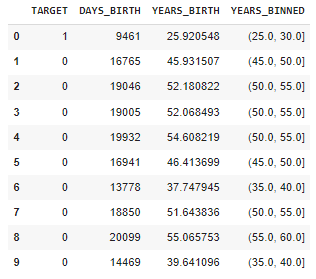 TARGET DAYS_BIRTH YEARS_BIRTH YEARS_BINNED
0 1 9461 25.920548 (25.0, 30.0]
1 0 16765 45.931507 (45.0, 50.0]
2 0 19046 52.180822 (50.0, 55.0]
3 0 19005 52.068493 (50.0, 55.0]
4 0 19932 54.608219 (50.0, 55.0]
5 0 16941 46.413699 (45.0, 50.0]
6 0 13778 37.747945 (35.0, 40.0]
7 0 18850 51.643836 (50.0, 55.0]
8 0 20099 55.065753 (55.0, 60.0]
9 0 14469 39.641096 (35.0, 40.0]